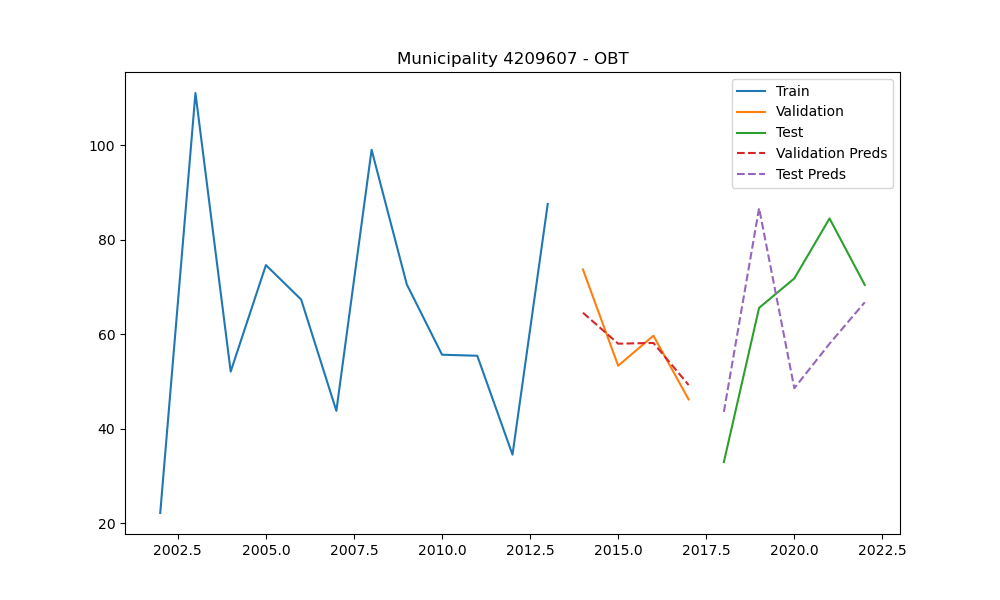 Municipality 4209607 - OBT
Train
Validation
Test
Validation Preds
Test Preds
100
80
60
40
20
2002.5 2005.0 2007.5 2010.0 2012.5 2015.0 2017.5 2020.0 2022.5